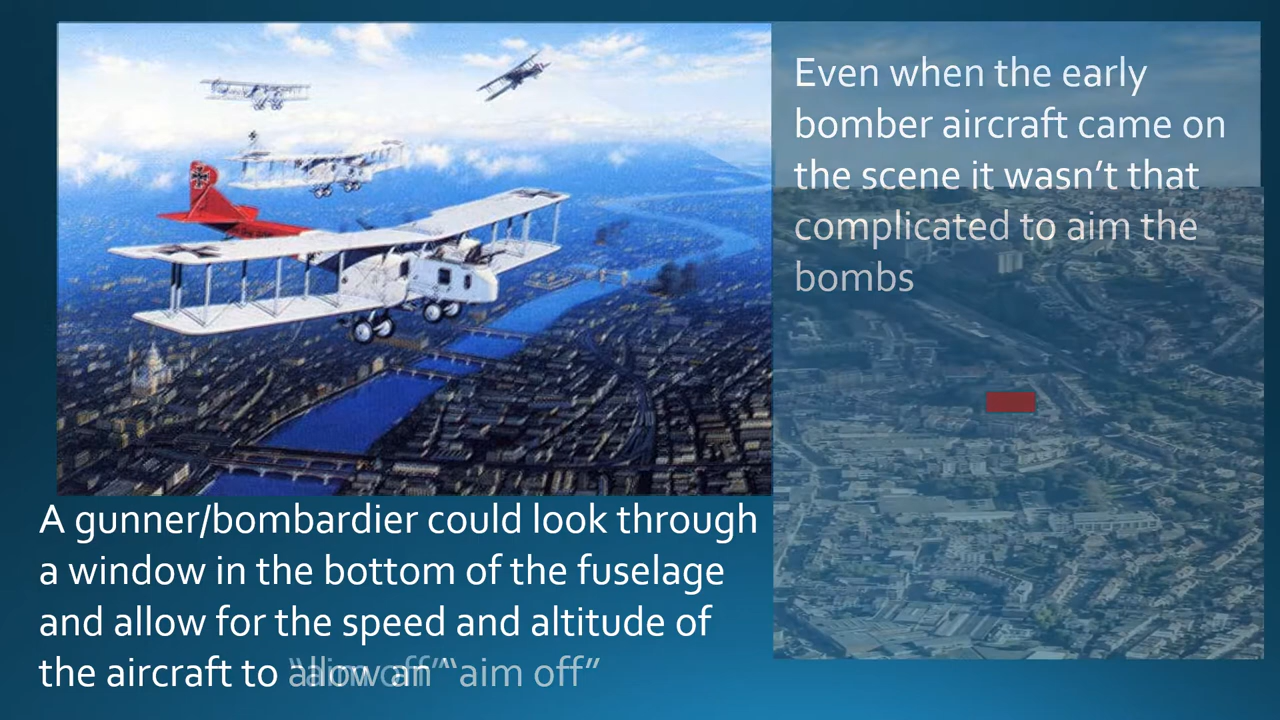 Even when the early
bomber aircraft came on
the scene it wasn't that
complicated to aim the
bombs
A gunner/bombardier could look through
a window in the bottom of the fuselage
and allow for the speed and altitude of
the aircraft to allow an “aim off”